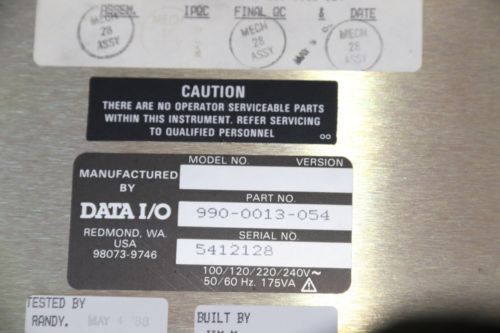 ASSEM. IPQC FINAL QC & DATE
MECH
28
ASSY
MECH
28
ASSY
MECH
28
ASSY
CAUTION
THERE ARE NO OPERATOR SERVICEABLE PARTS
WITHIN THIS INSTRUMENT. REFER SERVICING
TO QUALIFIED PERSONNEL
MODEL NO. VERSION
MANUFACTURED
BY
DATA I/O
REDMOND, WA.
USA
98073-9746
PART NO.
990-0013-054
SERIAL NO.
5412128
100/120/220/240V~
50/60 Hz. 175VA
TESTED BY
RANDY. MAY 4 '88
BUILT BY